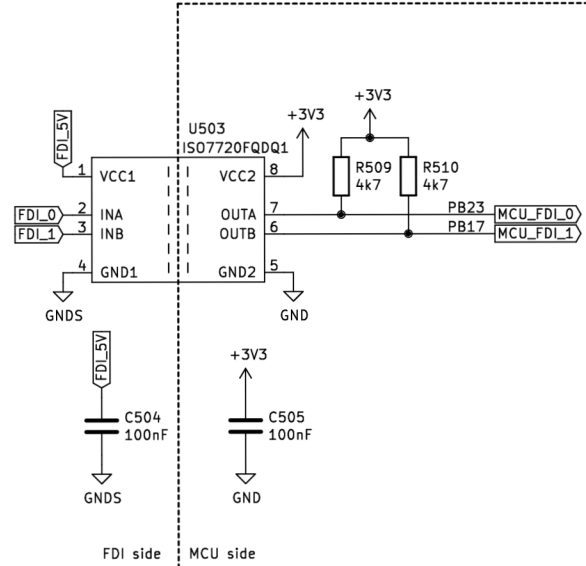 U503
ISO7720FQDQ1
+3V3
+3V3
FDI_5V
1
VCC1
VCC2
8
R509
4k7
R510
4k7
FDI_0
2
INA
OUTA
7
PB23
MCU_FDI_0
FDI_1
3
INB
OUTB
6
PB17
MCU_FDI_1
4
GND1
GND2
5
GNDS
GND
FDI_5V
+3V3
C504
100nF
C505
100nF
GNDS
GND
FDI side
MCU side